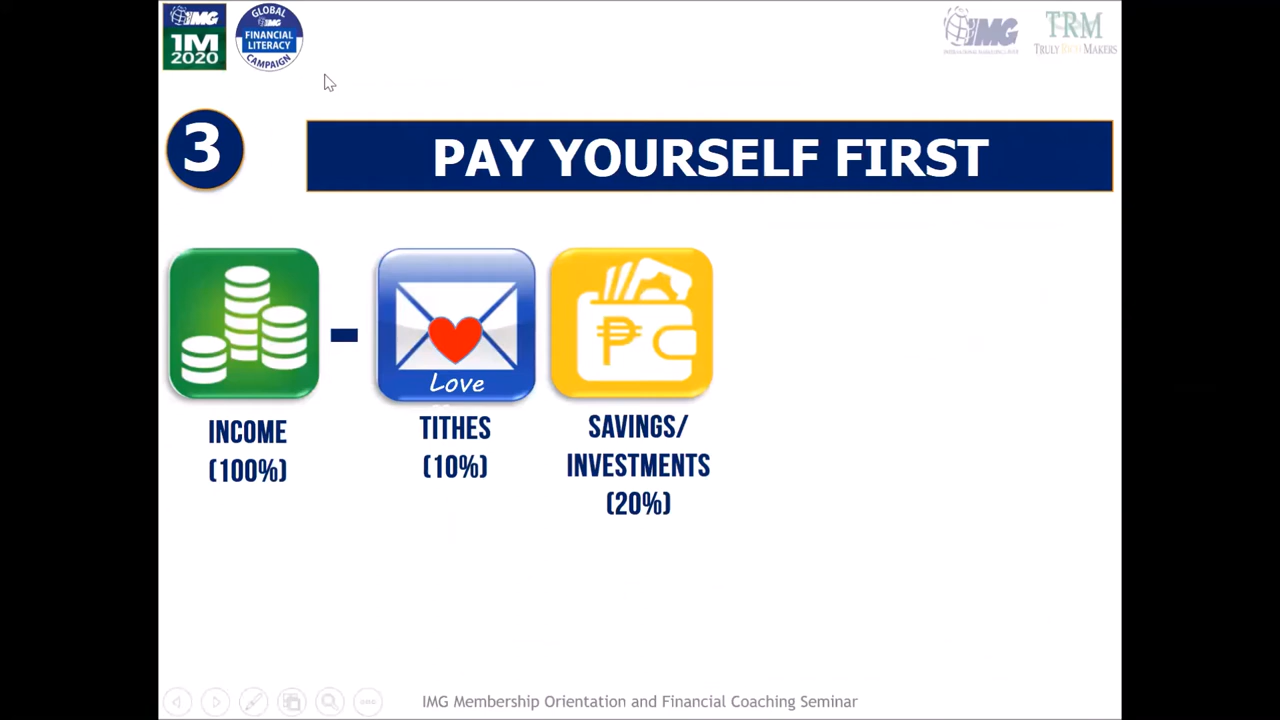 IMG
1M
2020
GLOBAL
IMG
FINANCIAL
LITERACY
CAMPAIGN
IMG
TRM
TRULY RICH MAKERS
3
PAY YOURSELF FIRST
-
Love
INCOME
(100%)
TITHES
(10%)
₱
SAVINGS/
INVESTMENTS
(20%)
IMG Membership Orientation and Financial Coaching Seminar